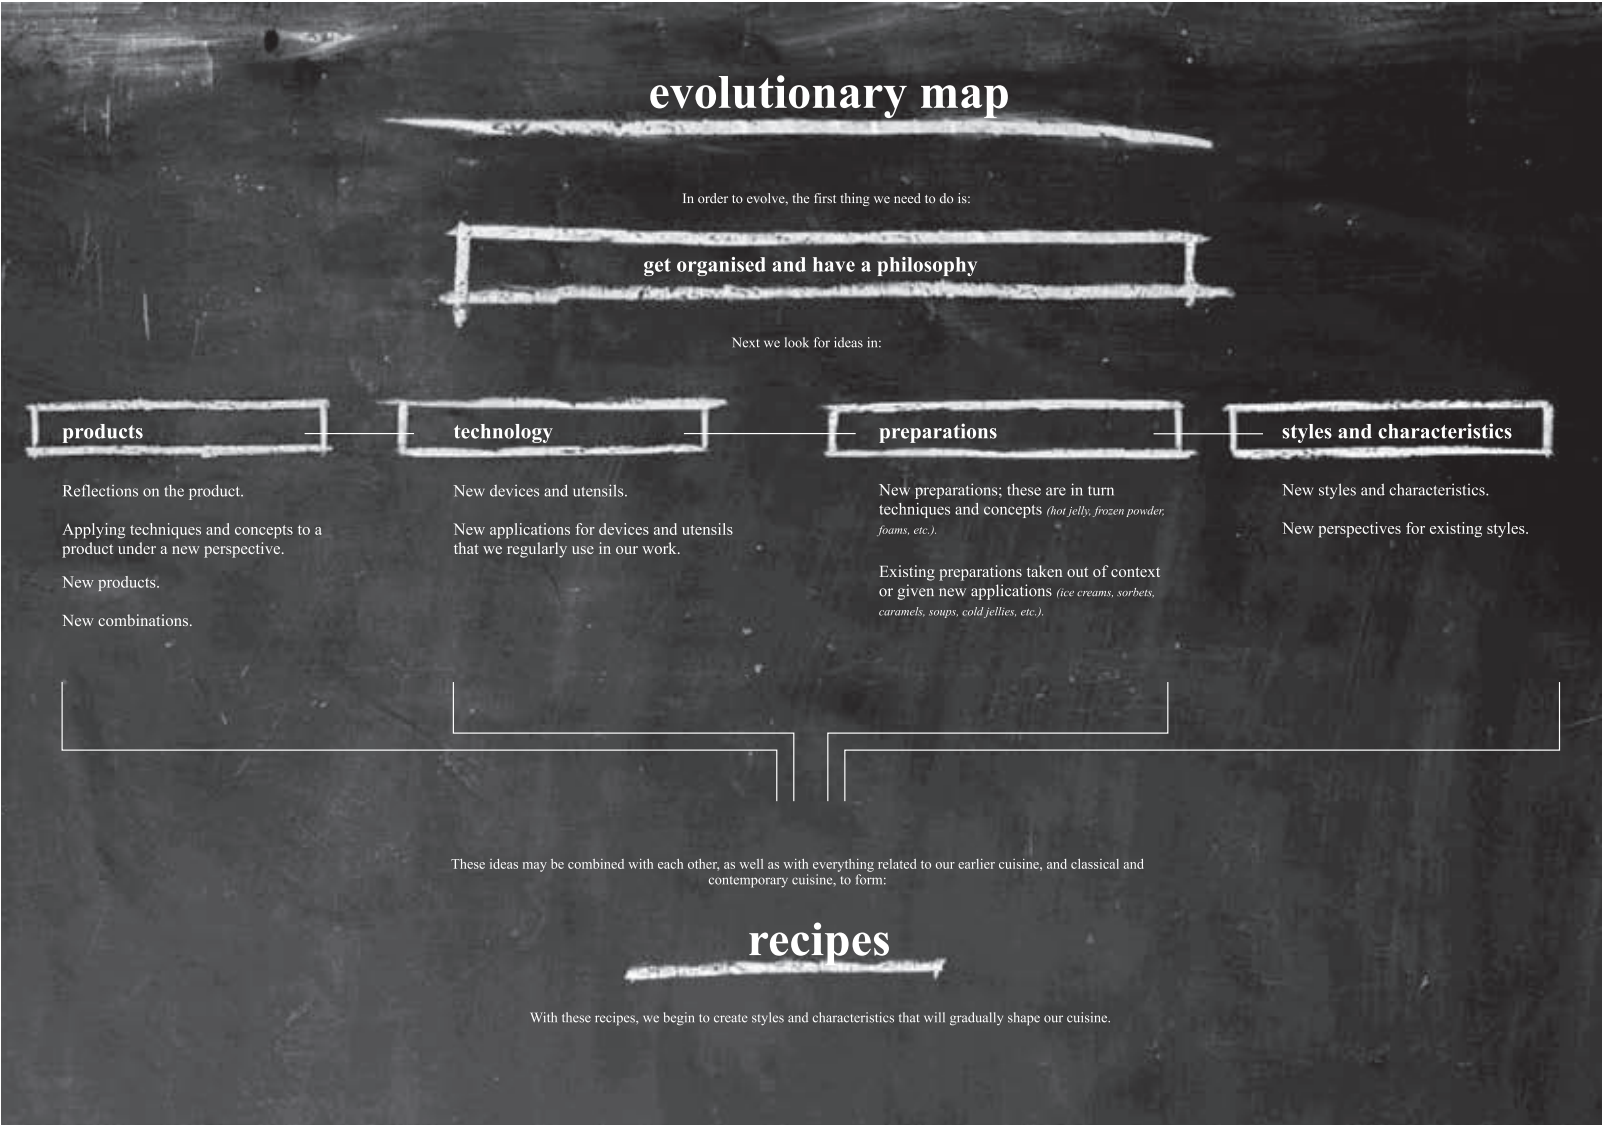 evolutionary map
In order to evolve, the first thing we need to do is:
get organised and have a philosophy
Next we look for ideas in:
products
Reflections on the product.
Applying techniques and concepts to a
product under a new perspective.
New products.
New combinations.
technology
New devices and utensils.
New applications for devices and utensils
that we regularly use in our work.
preparations
New preparations; these are in turn
techniques and concepts (hot jelly, frozen powder,
foams, etc.).
Existing preparations taken out of context
or given new applications (ice creams, sorbets,
caramels, soups, cold jellies, etc.).
styles and characteristics
New styles and characteristics.
New perspectives for existing styles.
These ideas may be combined with each other, as well as with everything related to our earlier cuisine, and classical and
contemporary cuisine, to form:
recipes
With these recipes, we begin to create styles and characteristics that will gradually shape our cuisine.